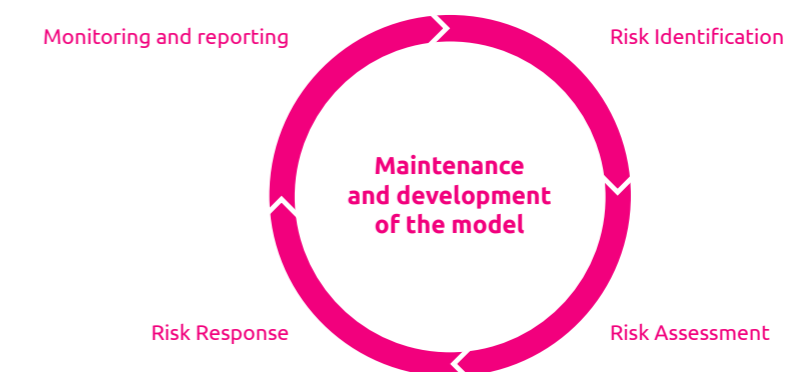 Monitoring and reporting
Risk Identification
Maintenance
and development
of the model
Risk Response
Risk Assessment